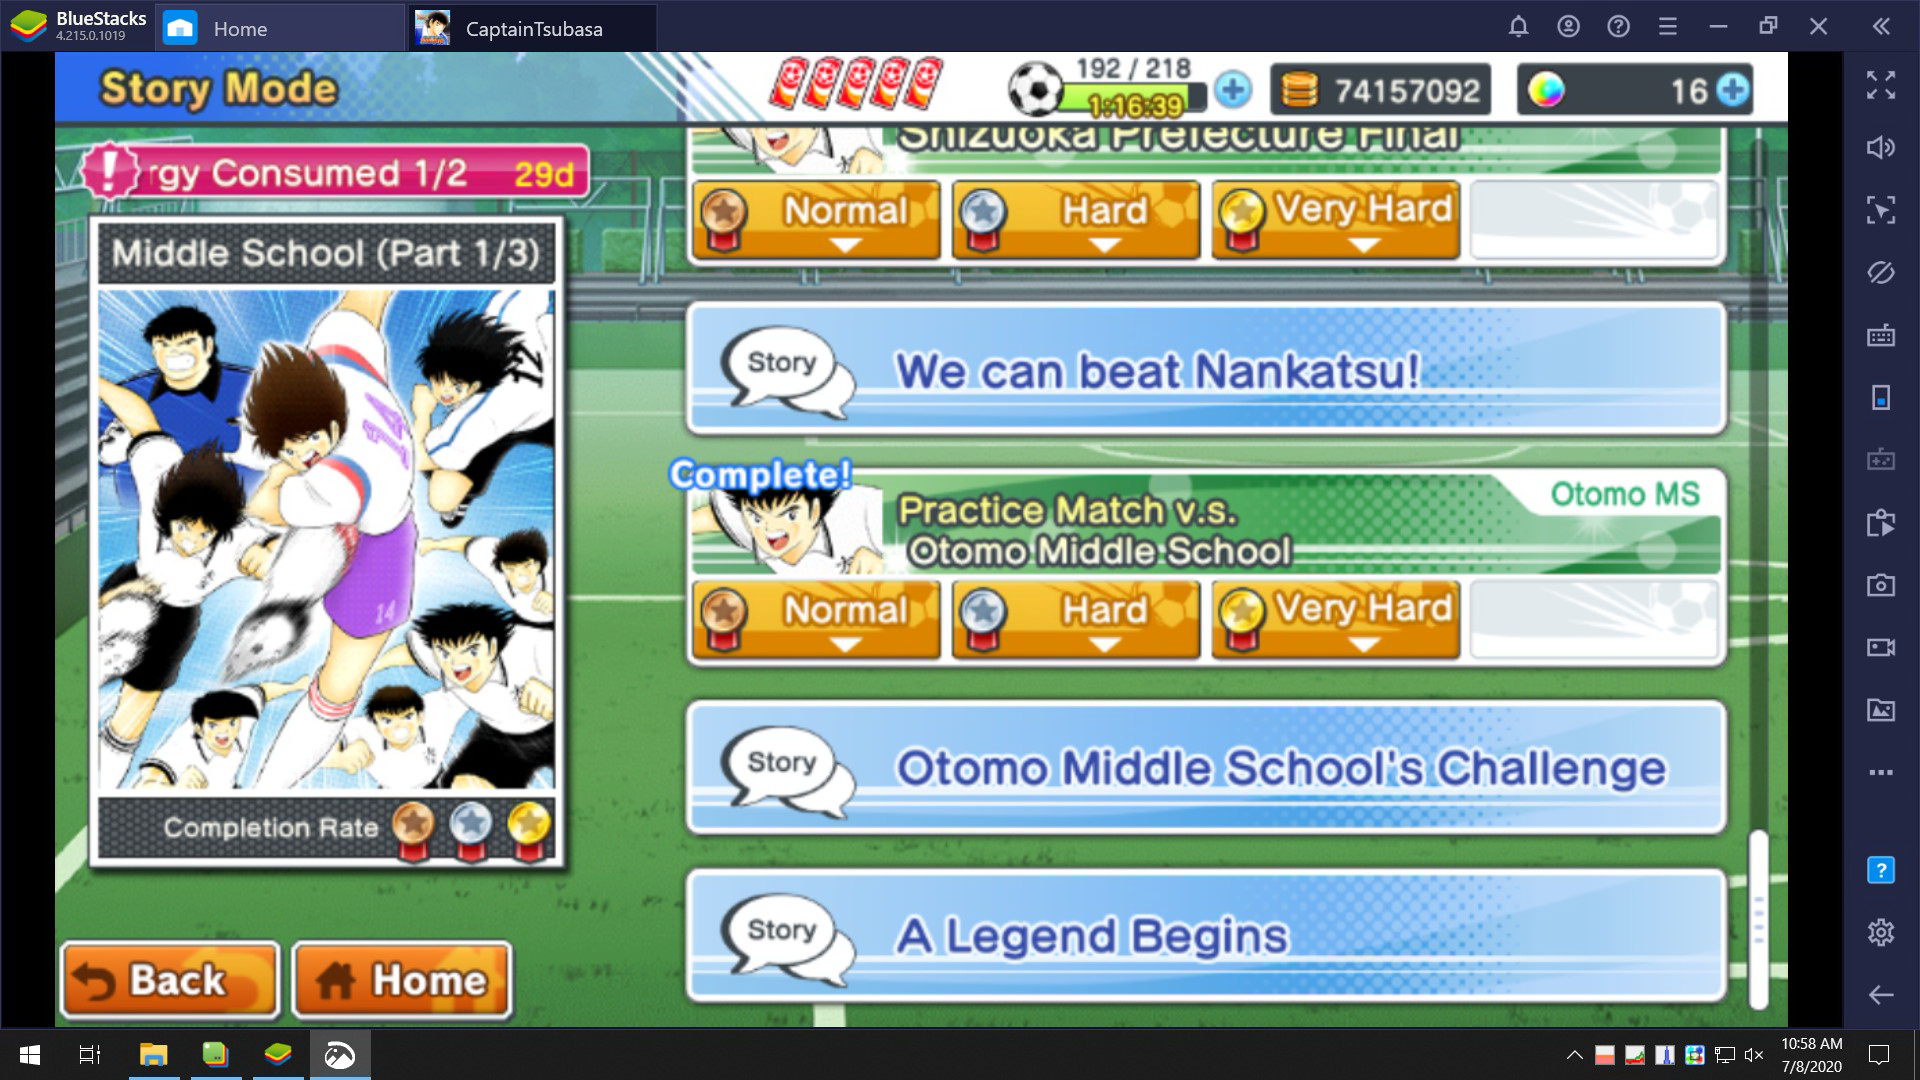 BlueStacks
4.215.0.1019
Home
CaptainTsubasa
Story Mode
192 / 218
1:16:39
74157092
16
rgy Consumed 1/2 29d
Shizuoka Prefecture Final
Normal
Hard
Very Hard
Middle School (Part 1/3)
14
Completion Rate
Story
We can beat Nankatsu!
Complete!
Practice Match v.s.
Otomo Middle School
Otomo MS
Normal
Hard
Very Hard
Story
Otomo Middle School's Challenge
Story
A Legend Begins
Back
Home
10:58 AM
7/8/2020